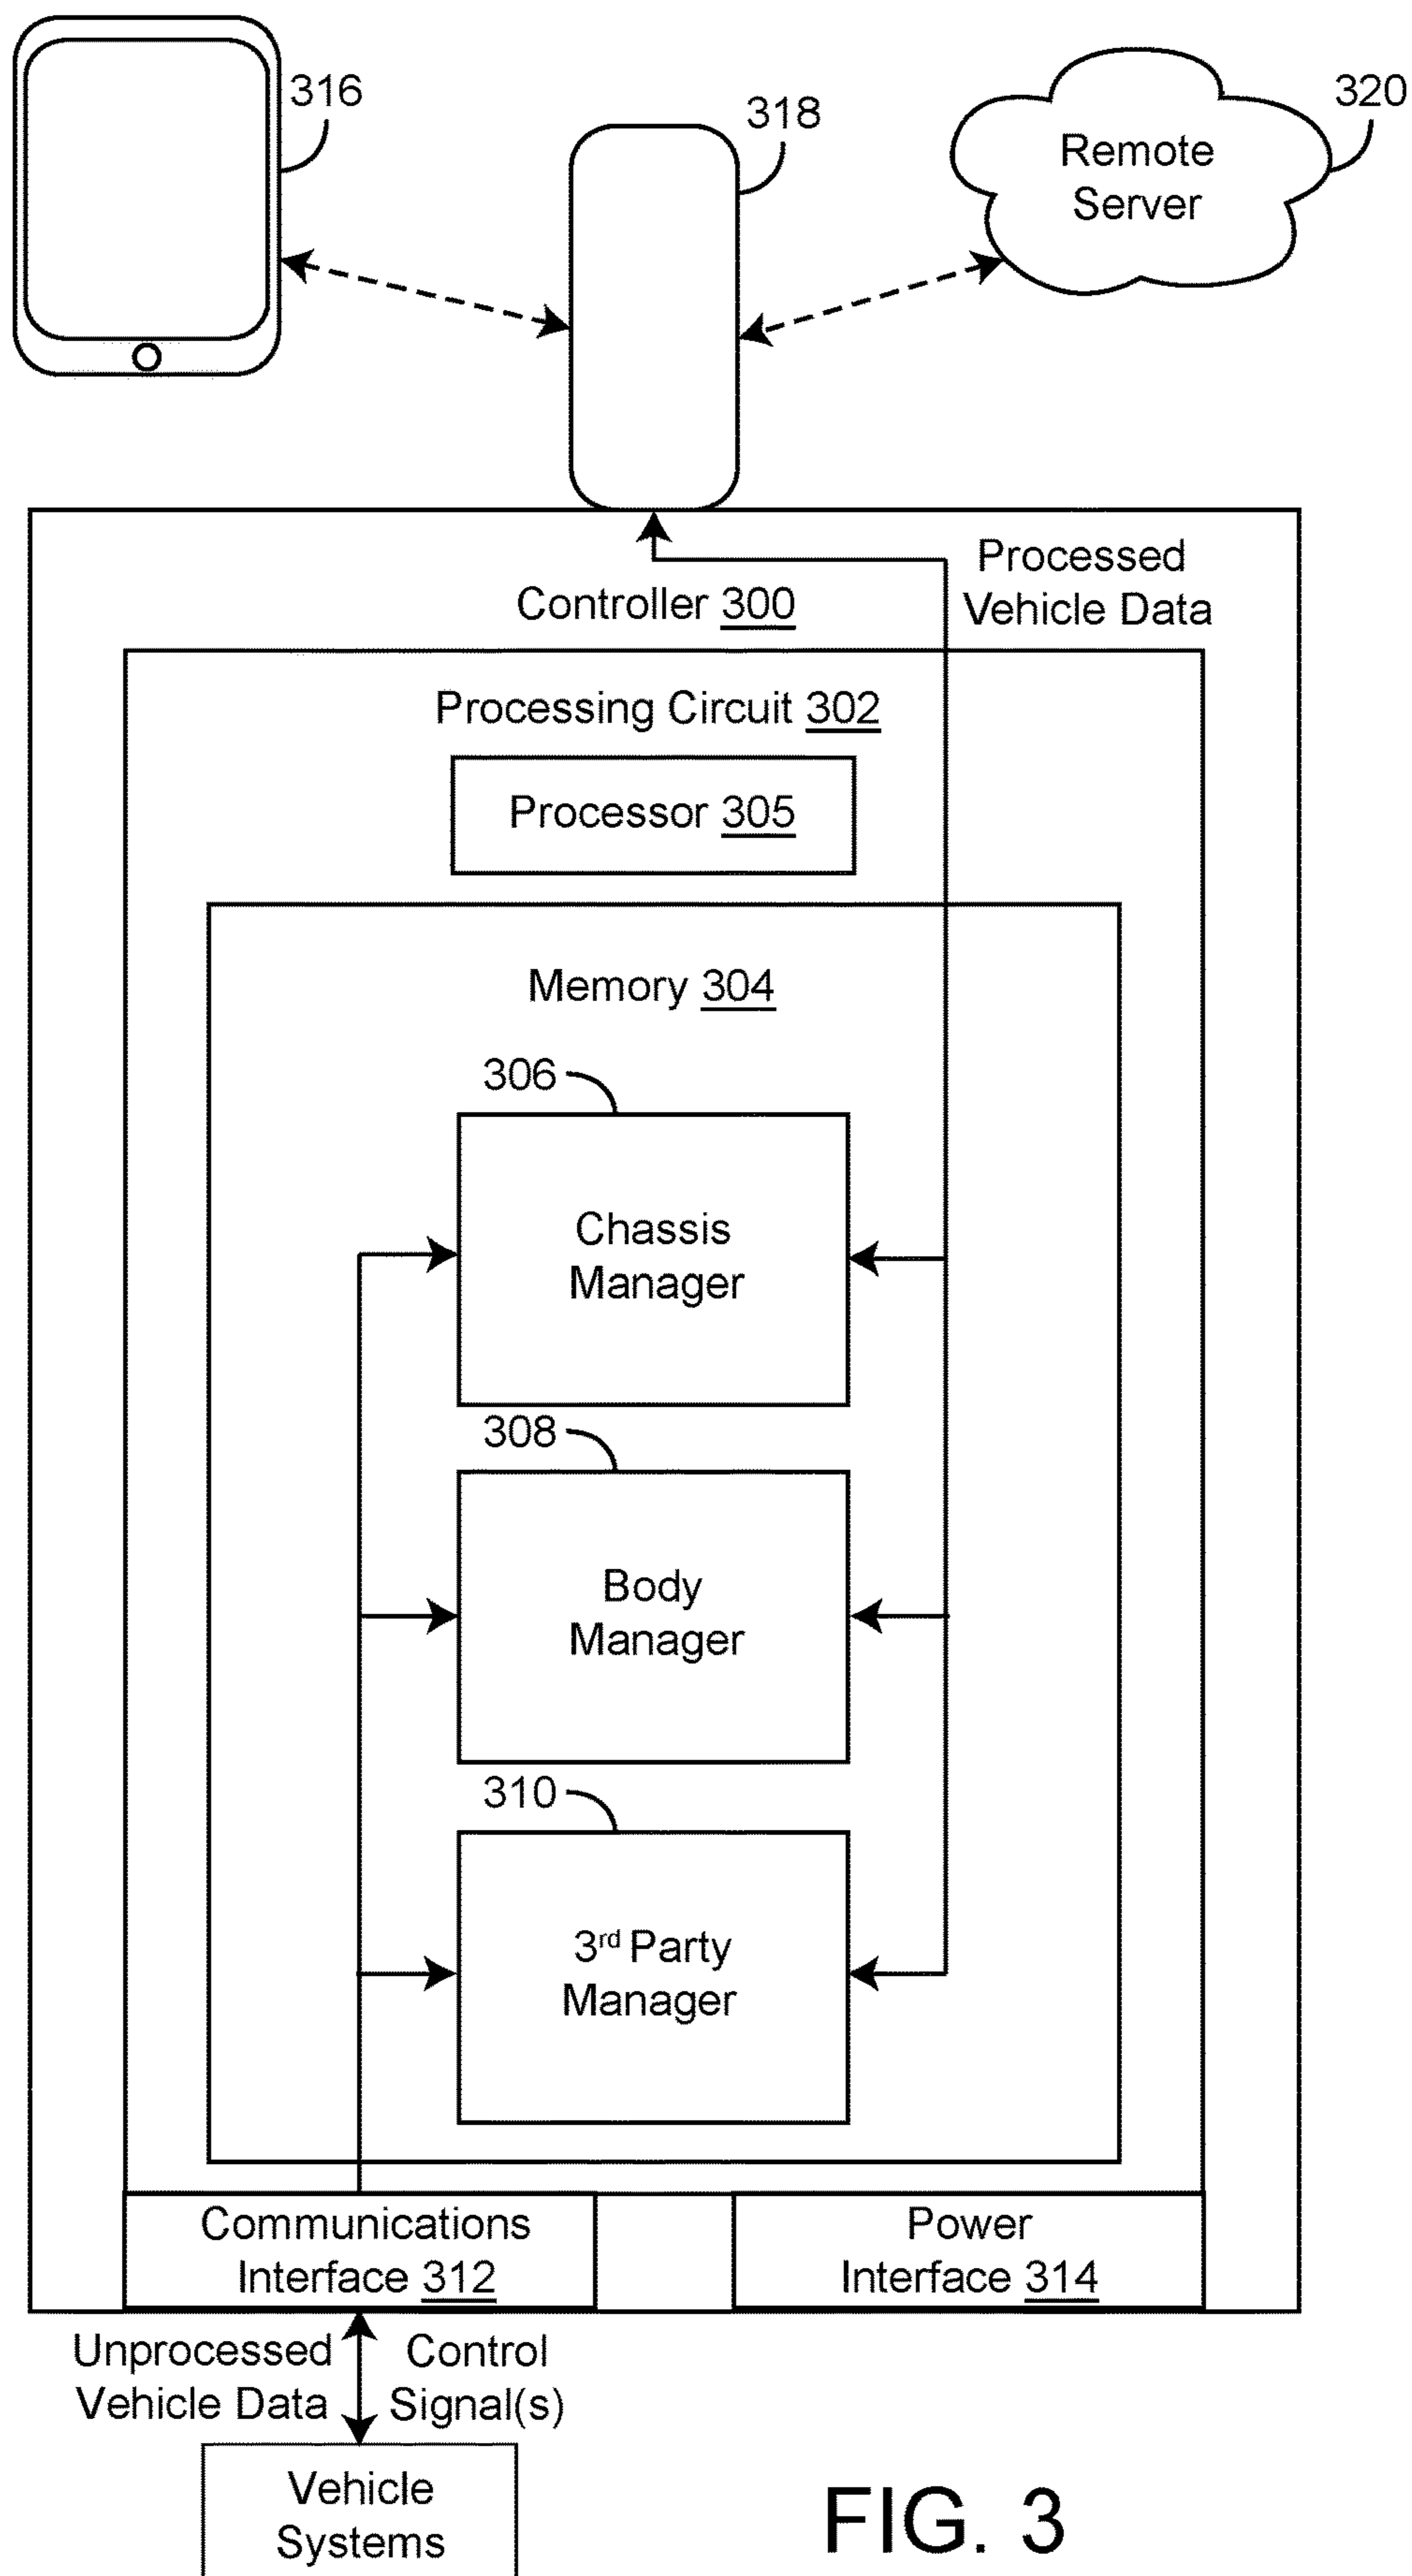 316
318
320
Remote
Server
Processed
Vehicle Data
Controller 300
Processing Circuit 302
Processor 305
Memory 304
306
Chassis
Manager
308
Body
Manager
310
3rd Party
Manager
Communications
Interface 312
Power
Interface 314
Unprocessed
Vehicle Data
Control
Signal(s)
Vehicle
Systems
FIG. 3